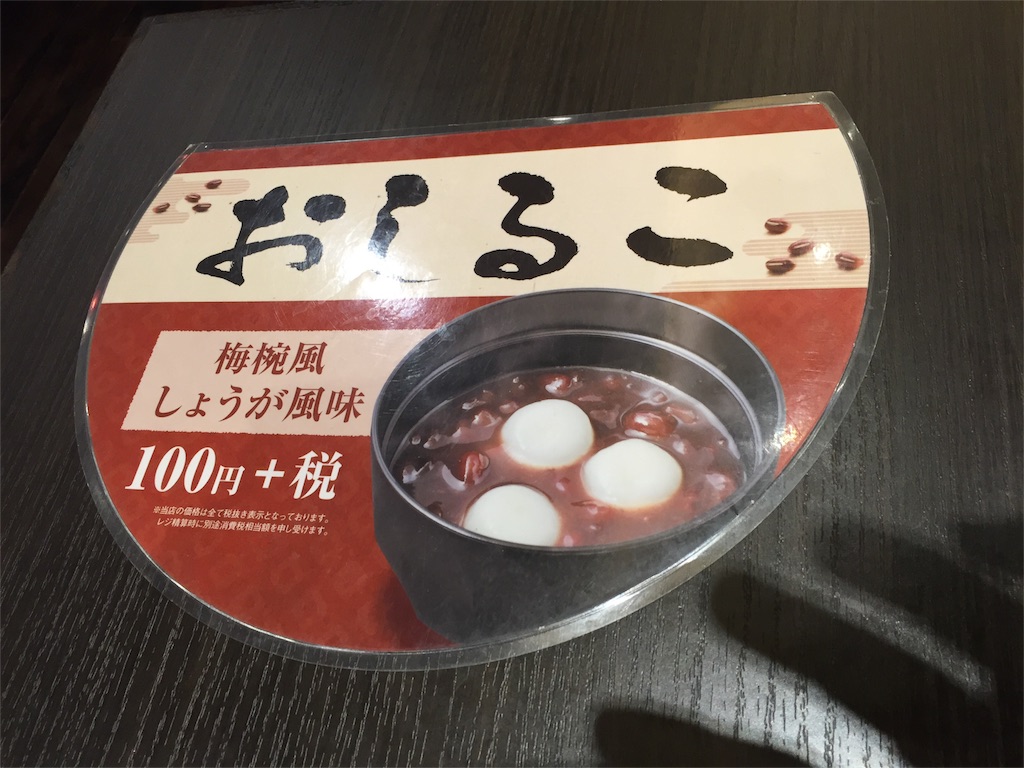 おしるこ
梅椀風
しょうが風味
100円＋税
※当店の価格は全て税抜き表示となっております。
レジ精算時に別途消費税相当額を申し受けます。